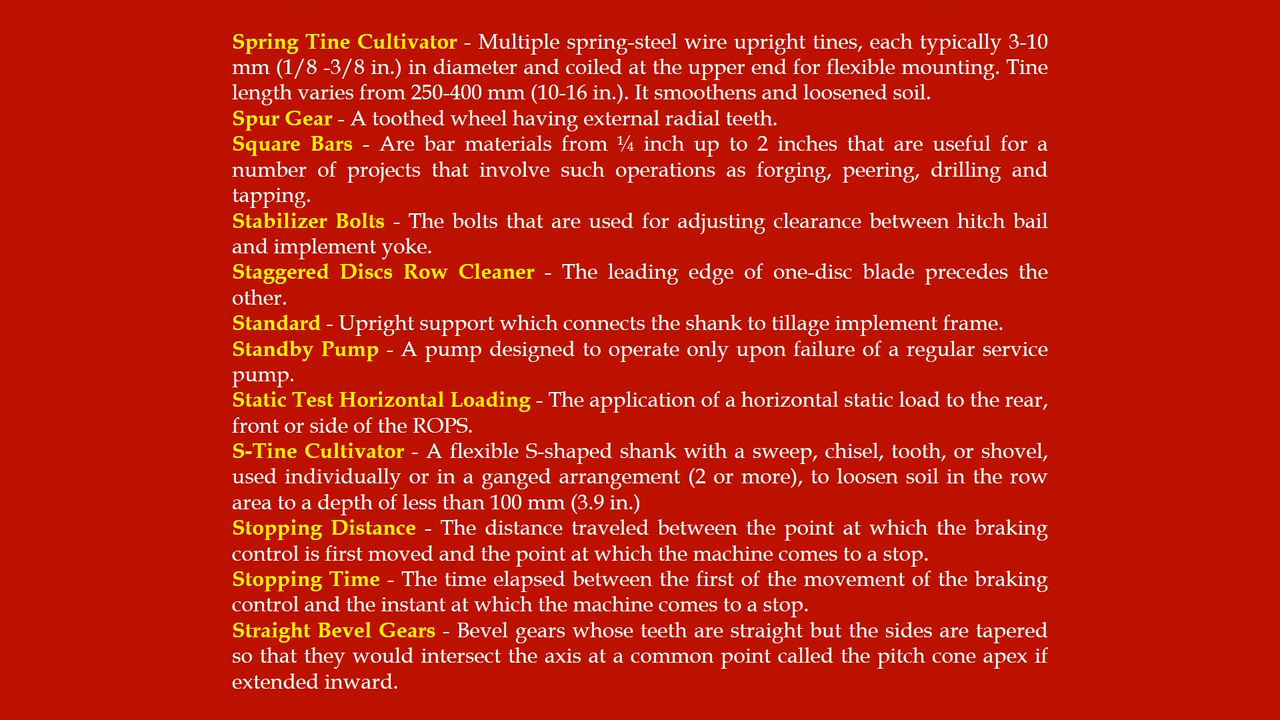 Spring Tine Cultivator - Multiple spring-steel wire upright tines, each typically 3-10
mm (1/8 -3/8 in.) in diameter and coiled at the upper end for flexible mounting. Tine
length varies from 250-400 mm (10-16 in.). It smoothens and loosened soil.
Spur Gear - A toothed wheel having external radial teeth.
Square Bars - Are bar materials from ¼ inch up to 2 inches that are useful for a
number of projects that involve such operations as forging, peering, drilling and
tapping.
Stabilizer Bolts - The bolts that are used for adjusting clearance between hitch bail
and implement yoke.
Staggered Discs Row Cleaner - The leading edge of one-disc blade precedes the
other.
Standard - Upright support which connects the shank to tillage implement frame.
Standby Pump - A pump designed to operate only upon failure of a regular service
pump.
Static Test Horizontal Loading - The application of a horizontal static load to the rear,
front or side of the ROPS.
S-Tine Cultivator - A flexible S-shaped shank with a sweep, chisel, tooth, or shovel,
used individually or in a ganged arrangement (2 or more), to loosen soil in the row
area to a depth of less than 100 mm (3.9 in.)
Stopping Distance - The distance traveled between the point at which the braking
control is first moved and the point at which the machine comes to a stop.
Stopping Time - The time elapsed between the first of the movement of the braking
control and the instant at which the machine comes to a stop.
Straight Bevel Gears - Bevel gears whose teeth are straight but the sides are tapered
so that they would intersect the axis at a common point called the pitch cone apex if
extended inward.